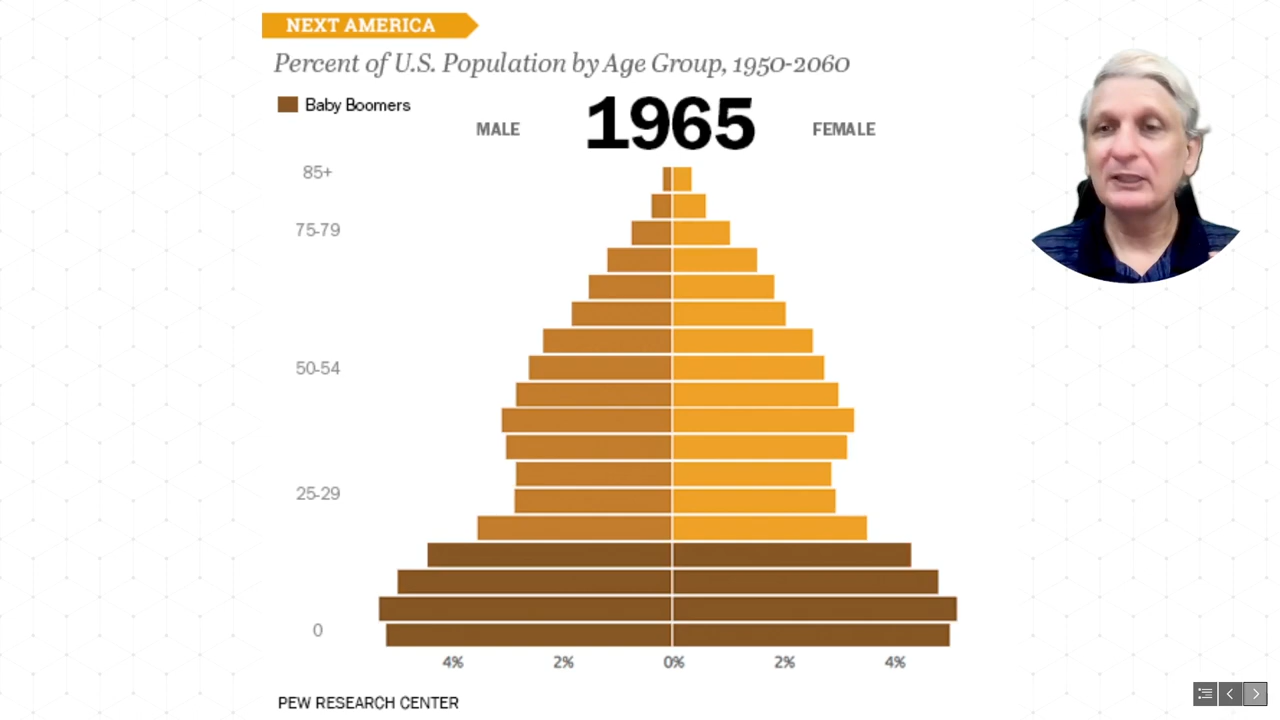 NEXT AMERICA
Percent of U.S. Population by Age Group, 1950-2060
Baby Boomers
MALE
1965
FEMALE
85+
75-79
50-54
25-29
0
4% 2% 0% 2% 4%
PEW RESEARCH CENTER